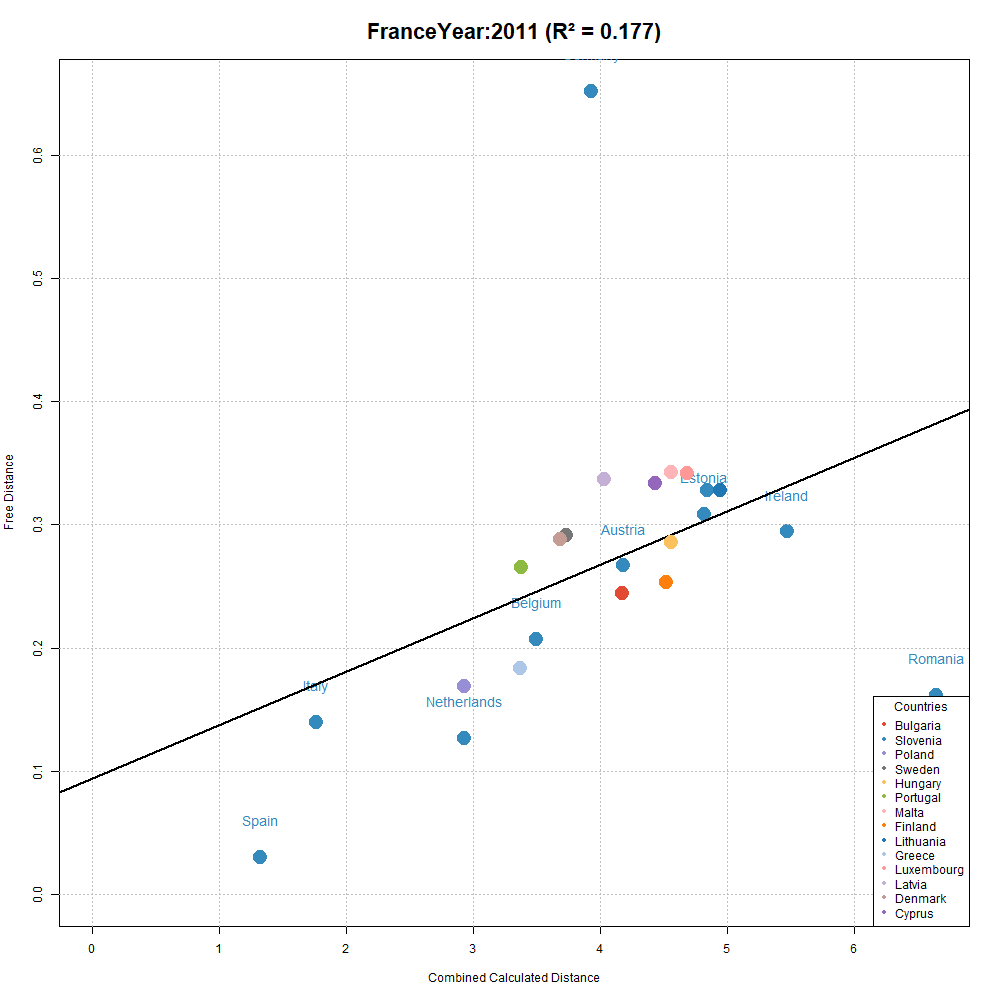 FranceYear:2011 (R² = 0.177)
Free Distance
0.6
0.5
0.4
0.3
0.2
0.1
0.0
Estonia
Ireland
Austria
Belgium
Romania
Italy
Netherlands
Spain
Countries
Bulgaria
Slovenia
Poland
Sweden
Hungary
Portugal
Malta
Finland
Lithuania
Greece
Luxembourg
Latvia
Denmark
Cyprus
0 1 2 3 4 5 6
Combined Calculated Distance